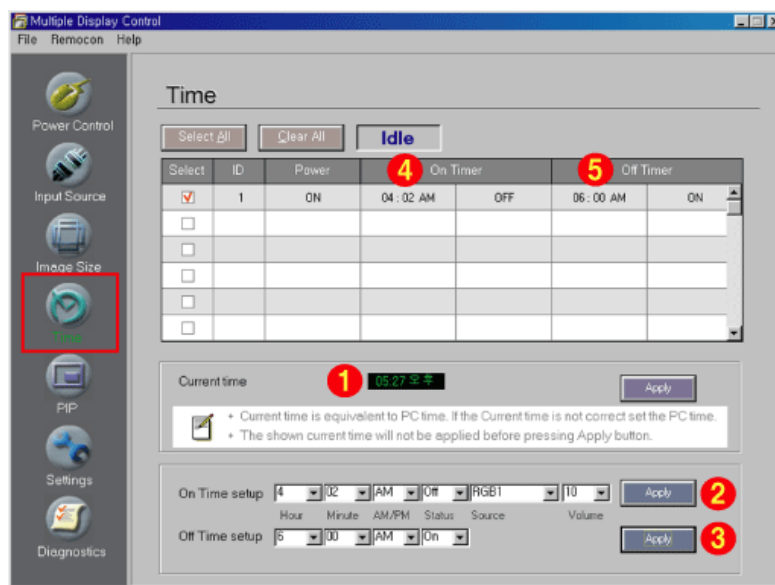 Multiple Display Control
File Remocon Help
Power Control
Input Source
Image Size
Time
PIP
Settings
Diagnostics
Time
Select All Clear All Idle
Select ID Power 4 On Timer 5 Off Timer
1 ON 04 : 02 AM OFF 06 : 00 AM ON
Current time 1 05:27 오후 Apply
+ Current time is equivalent to PC time. If the Current time is not correct set the PC time.
+ The shown current time will not be applied before pressing Apply button.
On Time setup 4 02 AM Off RGB1 10 Apply 2
Hour Minute AM/PM Status Source Volume
Off Time setup 6 00 AM On Apply 3